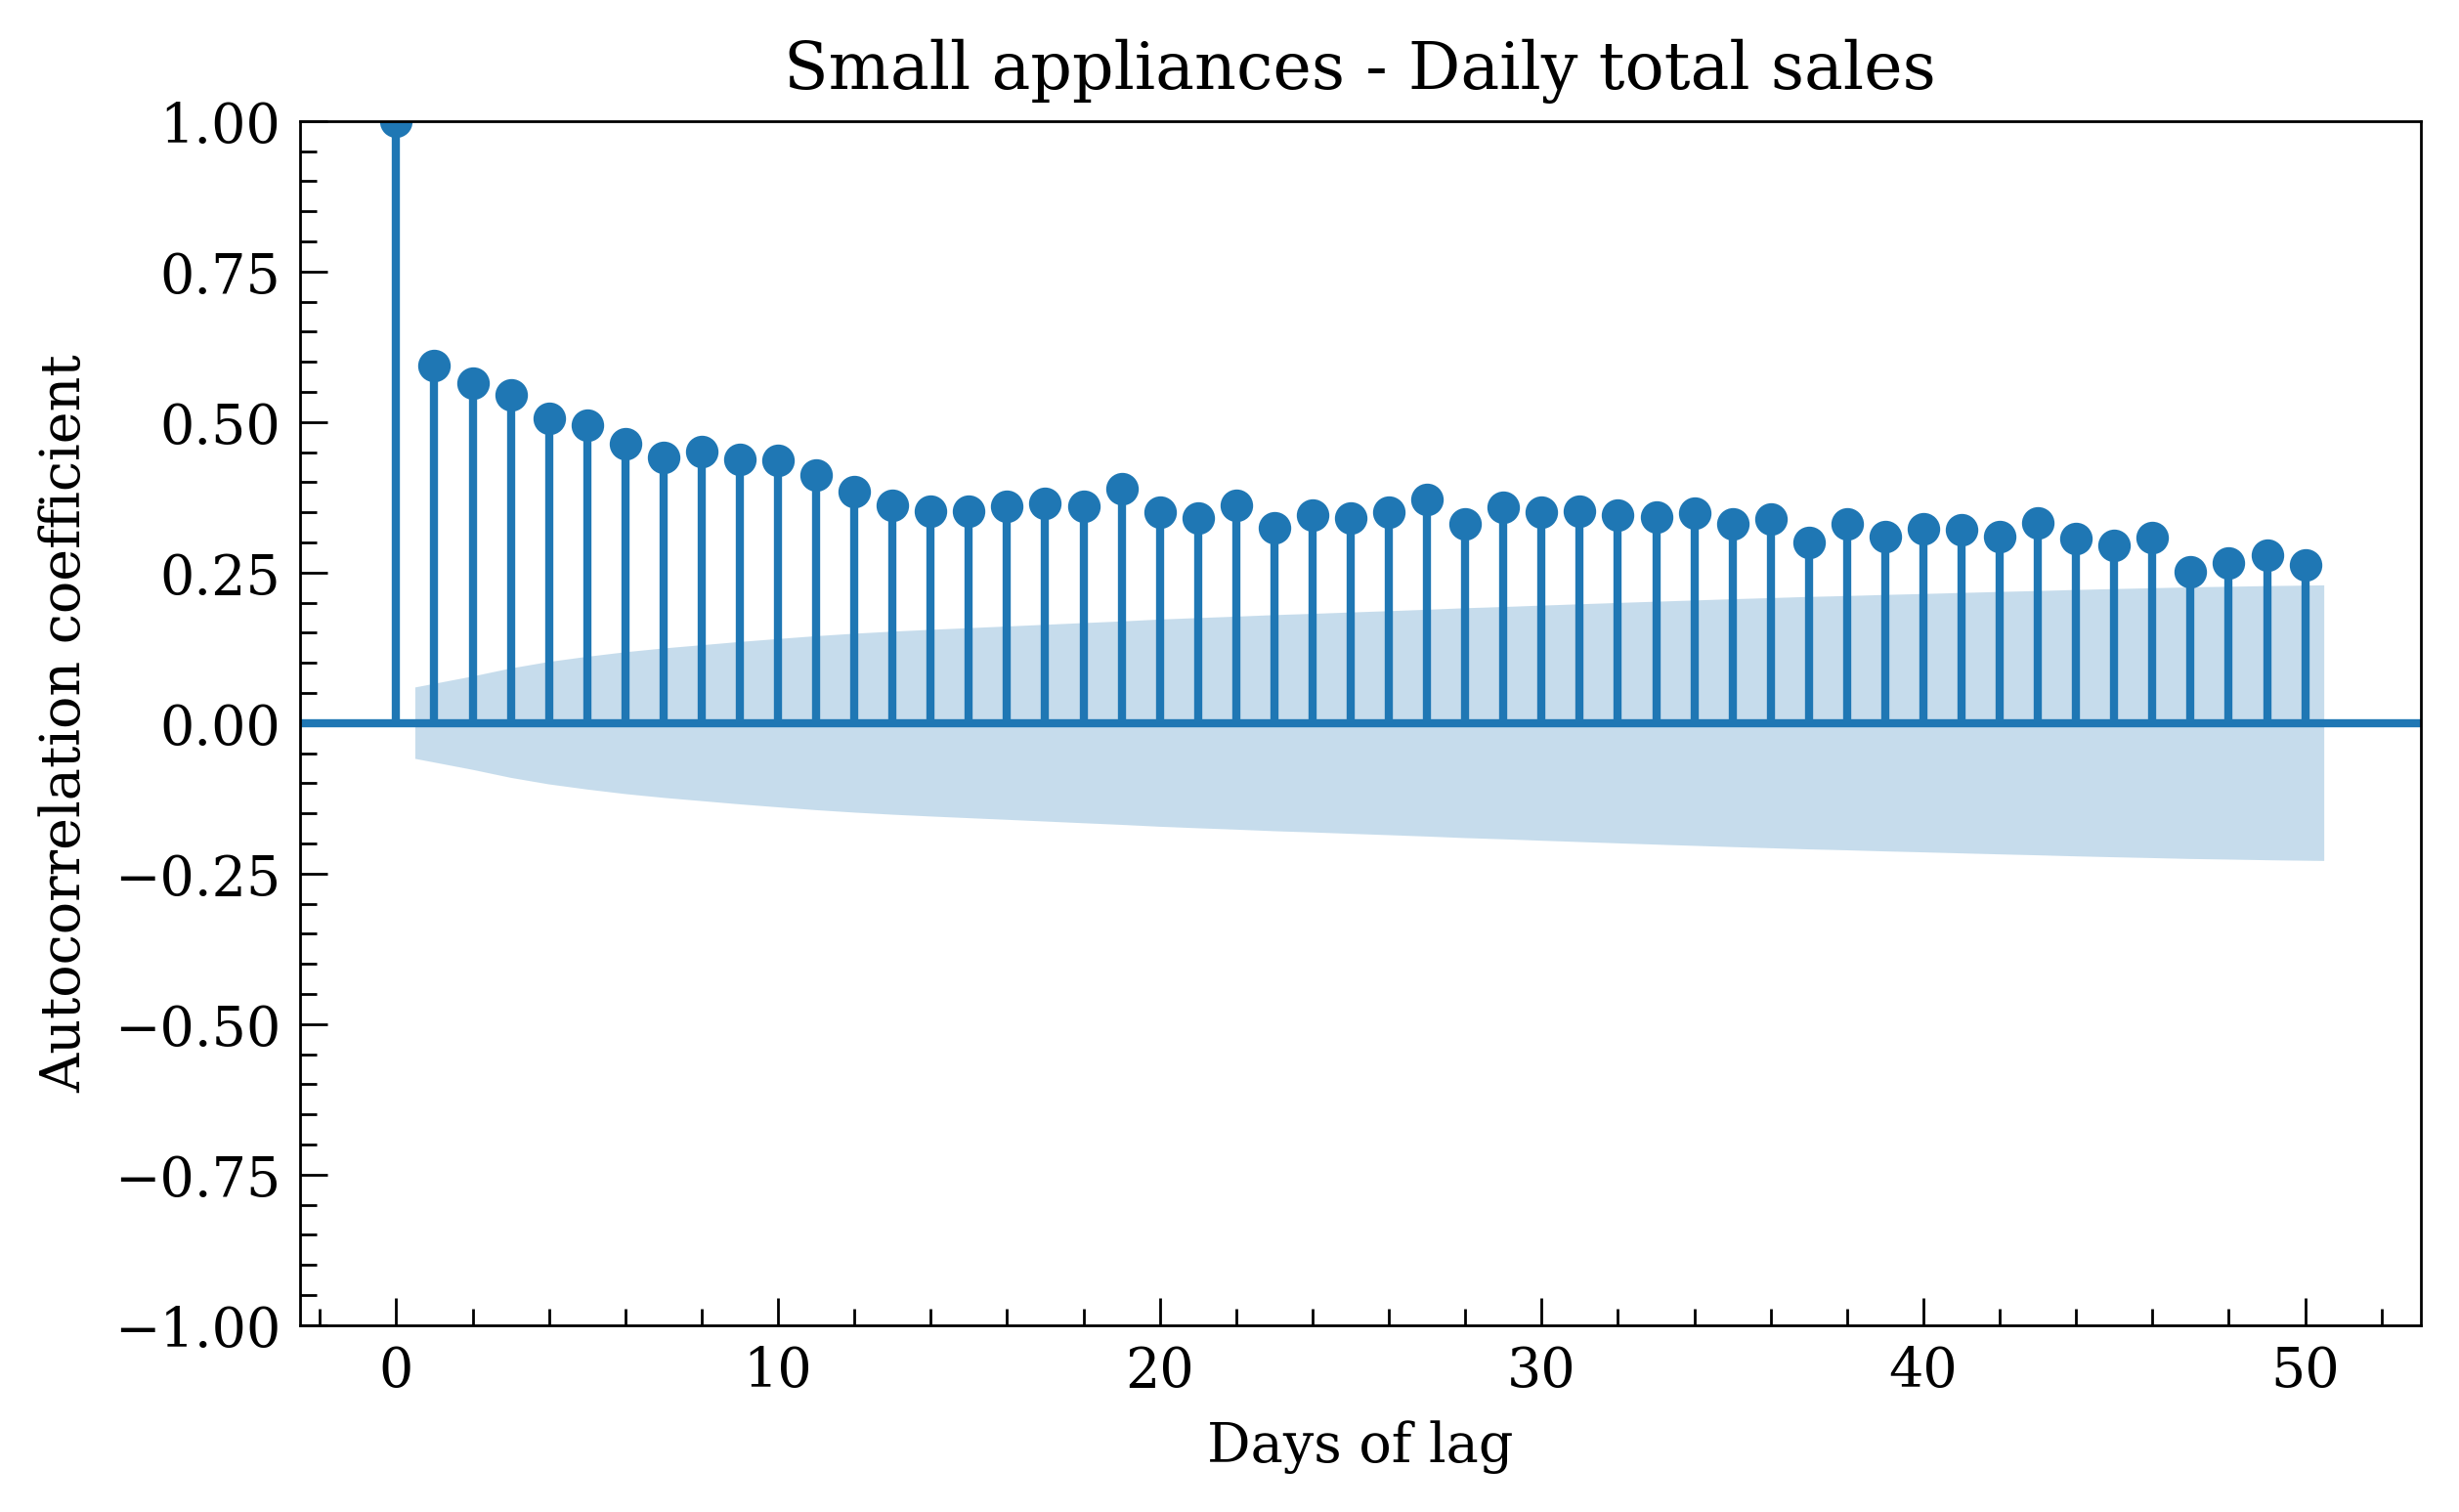 Small appliances - Daily total sales
Autocorrelation coefficient
1.00
0.75
0.50
0.25
0.00
−0.25
−0.50
−0.75
−1.00
0 10 20 30 40 50
Days of lag